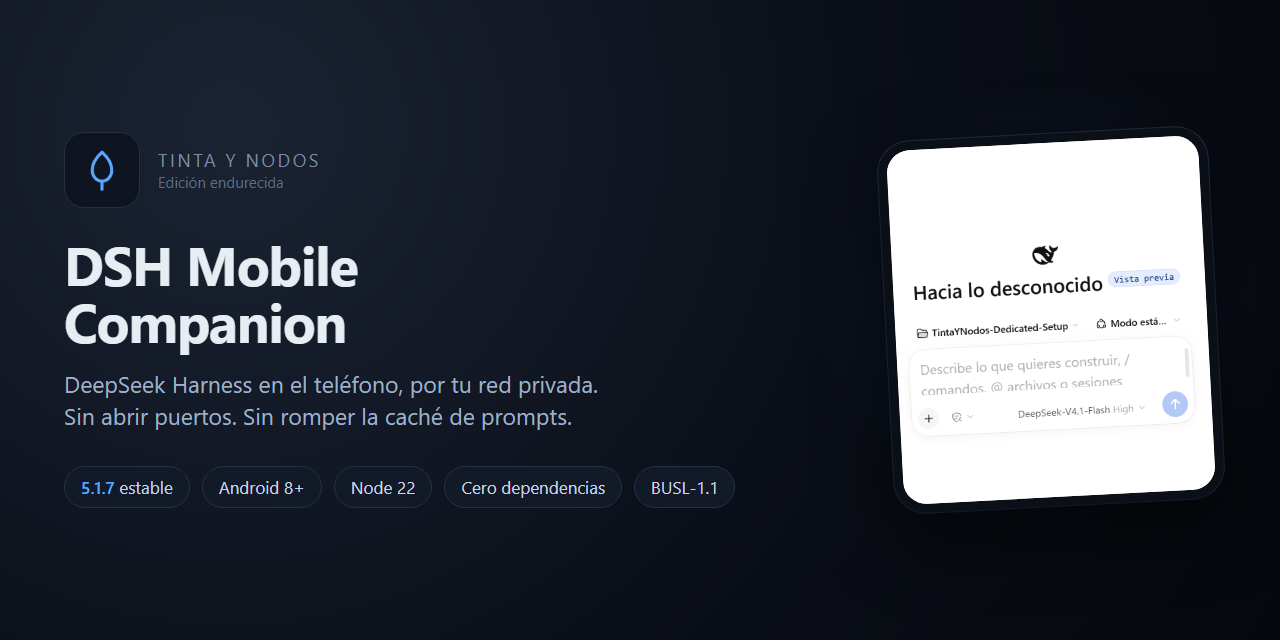 TINTA Y NODOS
Edición endurecida
DSH Mobile
Companion
DeepSeek Harness en el teléfono, por tu red privada.
Sin abrir puertos. Sin romper la caché de prompts.
5.1.7 estable
Android 8+
Node 22
Cero dependencias
BUSL-1.1
Hacia lo desconocido
Vista previa
TintaYNodos-Dedicated-Setup
Modo está...
Describe lo que quieres construir, /
comandos, @ archivos o sesiones
DeepSeek-V4.1-Flash High